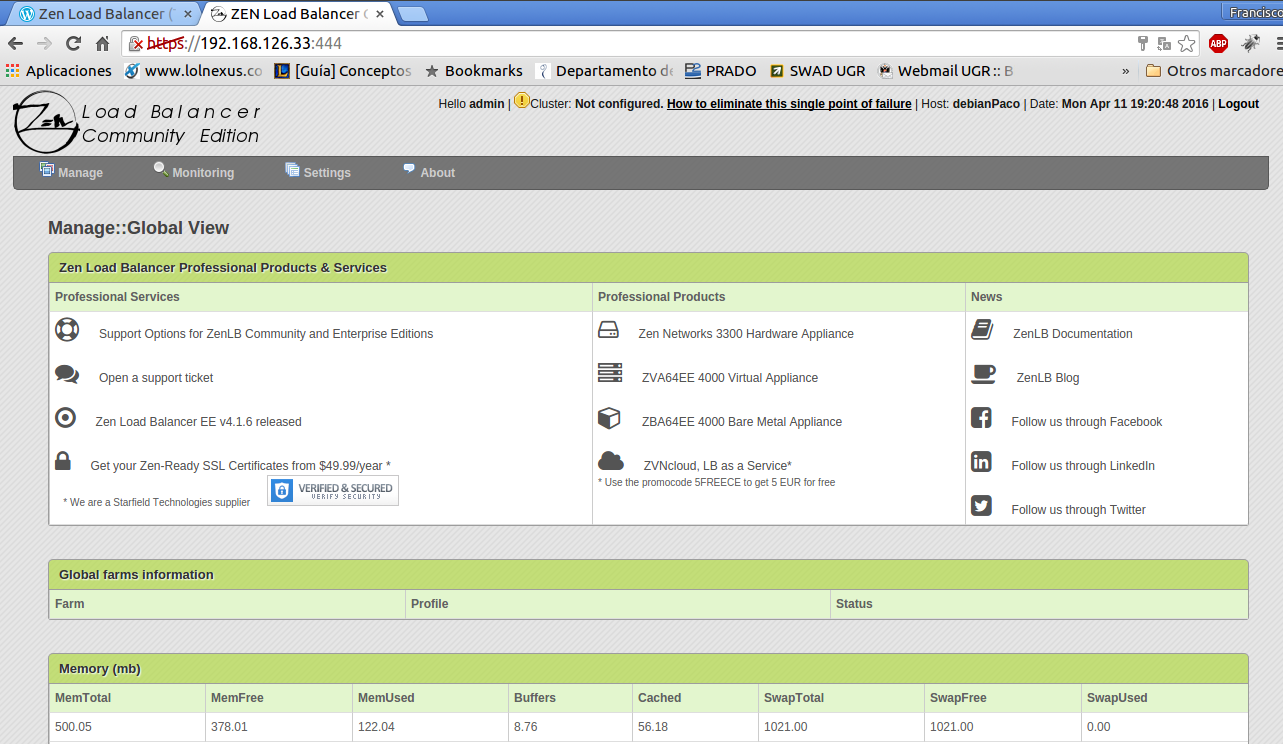 Zen Load Balancer (
ZEN Load Balancer
Francisco
https://192.168.126.33:444
ABP
Aplicaciones
www.lolnexus.co
[Guía] Conceptos
Bookmarks
Departamento de
PRADO
SWAD UGR
Webmail UGR :: B
»
Otros marcadore
Zen
Load Balancer
Community Edition
Hello admin | Cluster: Not configured. How to eliminate this single point of failure | Host: debianPaco | Date: Mon Apr 11 19:20:48 2016 | Logout
Manage
Monitoring
Settings
About
Manage::Global View
Zen Load Balancer Professional Products & Services
Professional Services
Professional Products
News
Support Options for ZenLB Community and Enterprise Editions
Zen Networks 3300 Hardware Appliance
ZenLB Documentation
Open a support ticket
ZVA64EE 4000 Virtual Appliance
ZenLB Blog
Zen Load Balancer EE v4.1.6 released
ZBA64EE 4000 Bare Metal Appliance
Follow us through Facebook
Get your Zen-Ready SSL Certificates from $49.99/year *
ZVNcloud, LB as a Service*
Follow us through LinkedIn
* Use the promocode 5FREECE to get 5 EUR for free
* We are a Starfield Technologies supplier
VERIFIED & SECURED
VERIFY SECURITY
Follow us through Twitter
Global farms information
Farm
Profile
Status
Memory (mb)
MemTotal
MemFree
MemUsed
Buffers
Cached
SwapTotal
SwapFree
SwapUsed
500.05
378.01
122.04
8.76
56.18
1021.00
1021.00
0.00